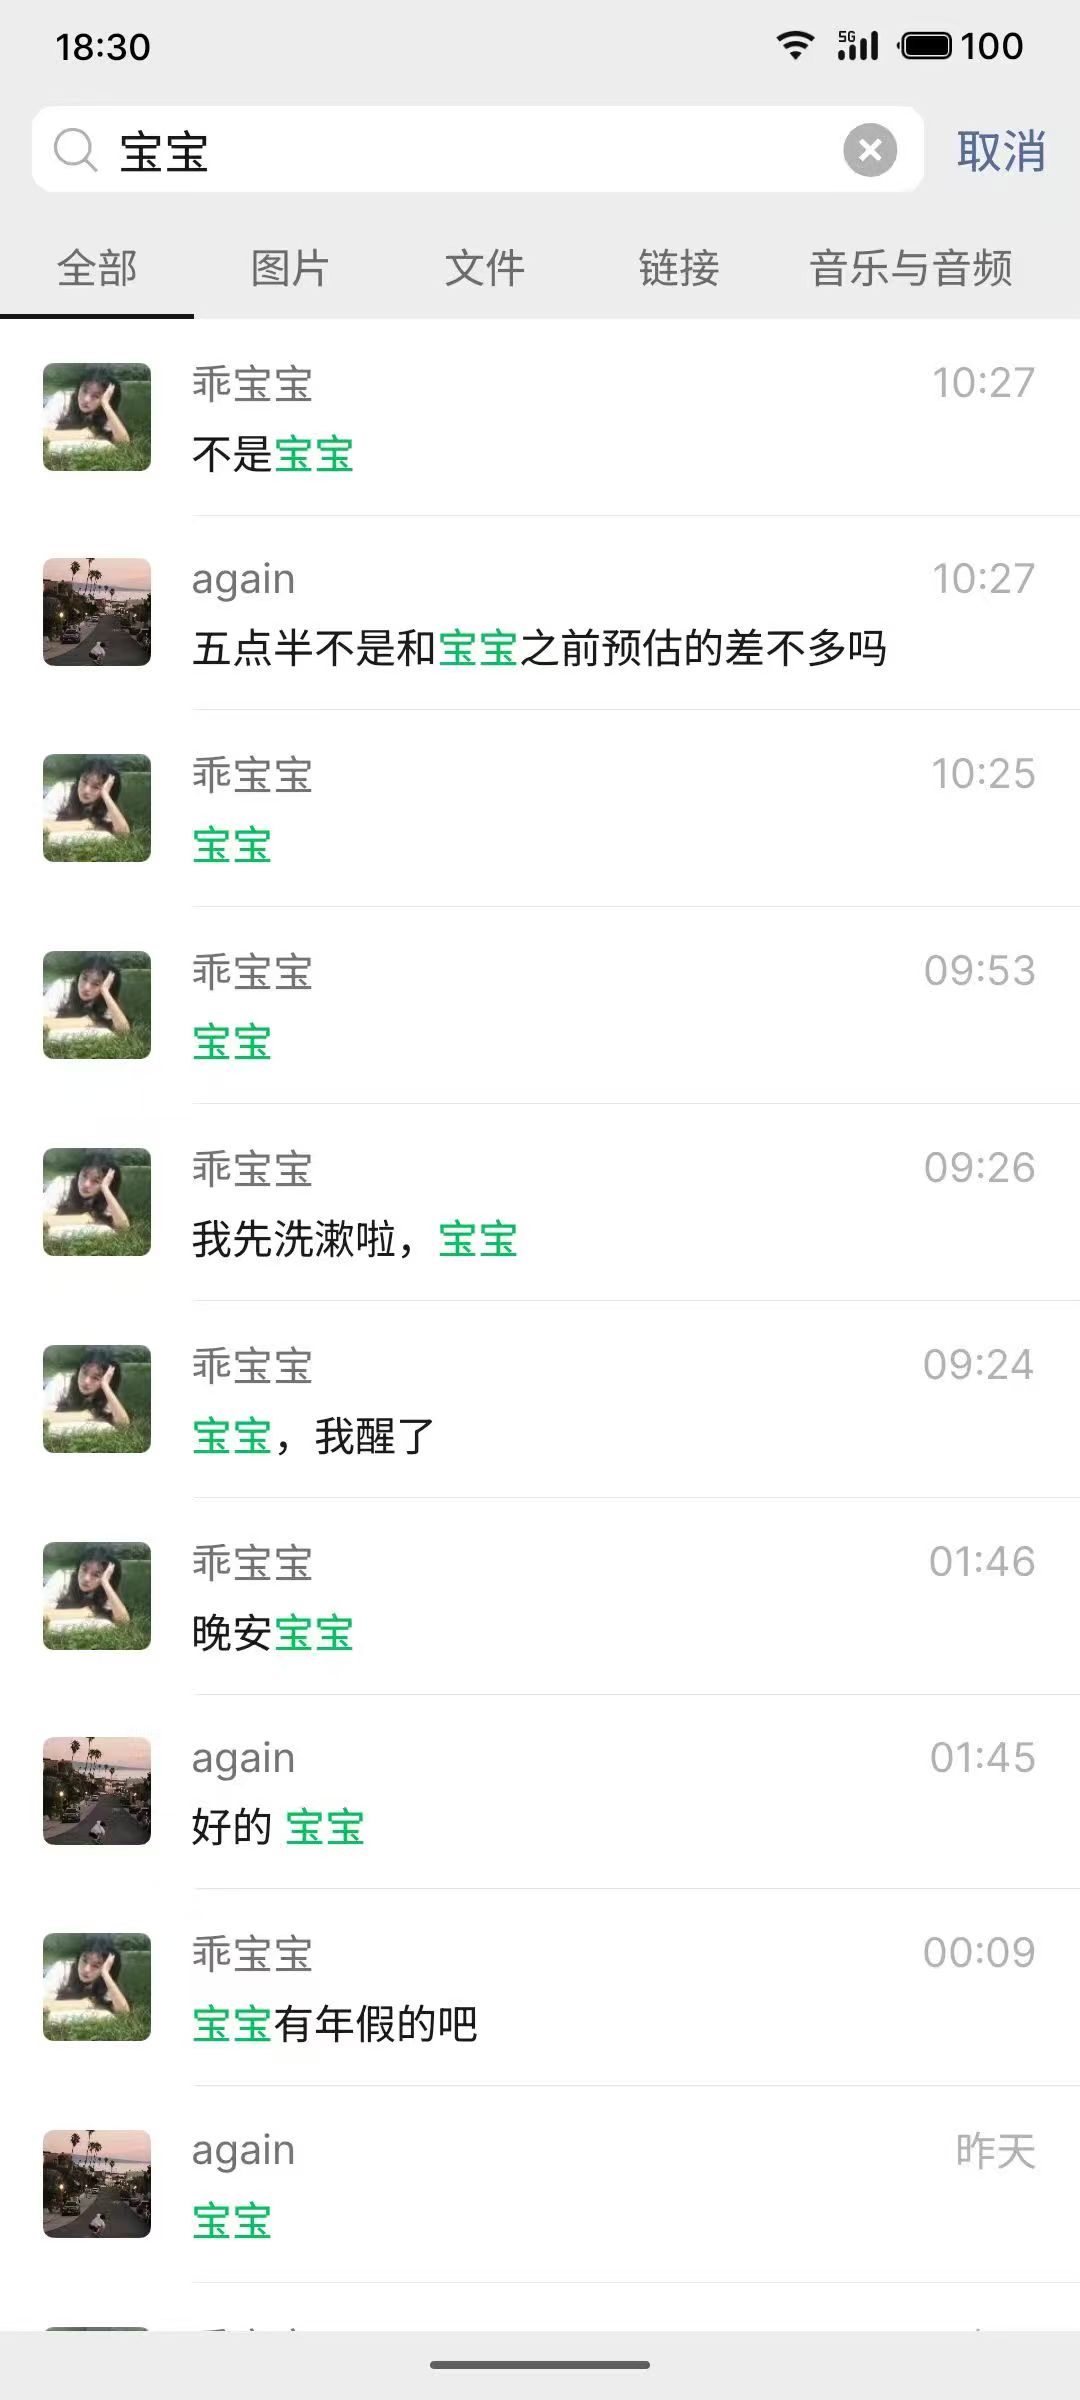 18:30 5G 100
宝宝 取消
全部 图片 文件 链接 音乐与音频
乖宝宝 10:27
不是宝宝
again 10:27
五点半不是和宝宝之前预估的差不多吗
乖宝宝 10:25
宝宝
乖宝宝 09:53
宝宝
乖宝宝 09:26
我先洗漱啦，宝宝
乖宝宝 09:24
宝宝，我醒了
乖宝宝 01:46
晚安宝宝
again 01:45
好的 宝宝
乖宝宝 00:09
宝宝有年假的吧
again 昨天
宝宝